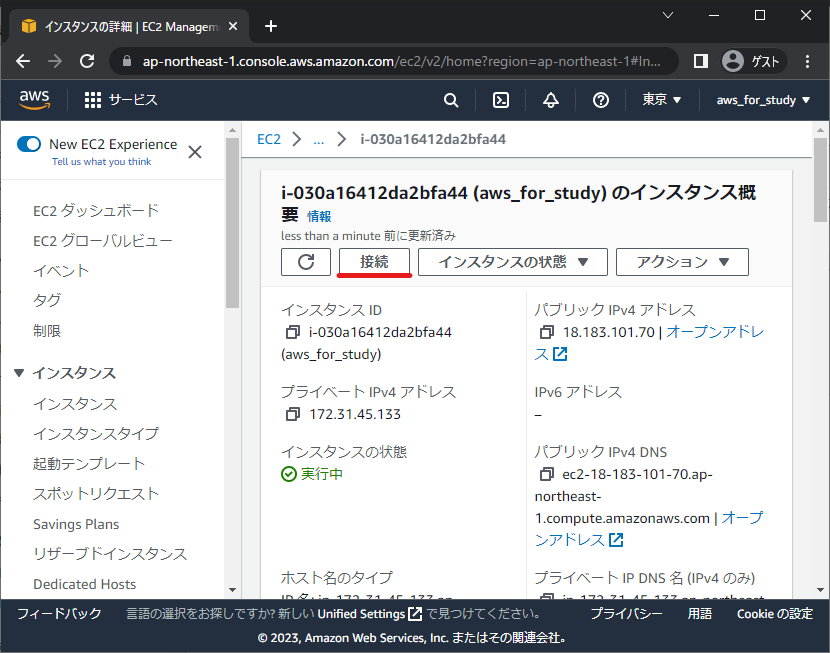 インスタンスの詳細 | EC2 Managem
ap-northeast-1.console.aws.amazon.com/ec2/v2/home?region=ap-northeast-1#In...
ゲスト
aws
サービス
東京 ▼
aws_for_study ▼
New EC2 Experience
Tell us what you think
EC2 ダッシュボード
EC2 グローバルビュー
イベント
タグ
制限
▼ インスタンス
インスタンス
インスタンスタイプ
起動テンプレート
スポットリクエスト
Savings Plans
リザーブドインスタンス
Dedicated Hosts
EC2 > ... > i-030a16412da2bfa44
i-030a16412da2bfa44 (aws_for_study) のインスタンス概
要 情報
less than a minute 前に更新済み
接続
インスタンスの状態 ▼
アクション ▼
インスタンス ID
i-030a16412da2bfa44
(aws_for_study)
パブリック IPv4 アドレス
18.183.101.70 | オープンアドレ
ス
プライベート IPv4 アドレス
172.31.45.133
IPv6 アドレス
–
インスタンスの状態
実行中
パブリック IPv4 DNS
ec2-18-183-101-70.ap-
northeast-
1.compute.amazonaws.com | オープ
ンアドレス
ホスト名のタイプ
IP 名: ip-172-31-45-133.ap-
プライベート IP DNS 名 (IPv4 のみ)
ip-172-31-45-133.ap-northeast-
フィードバック
言語の選択をお探しですか? 新しい Unified Settings で見つけてください。
プライバシー
用語
Cookie の設定
© 2023, Amazon Web Services, Inc. またはその関連会社。